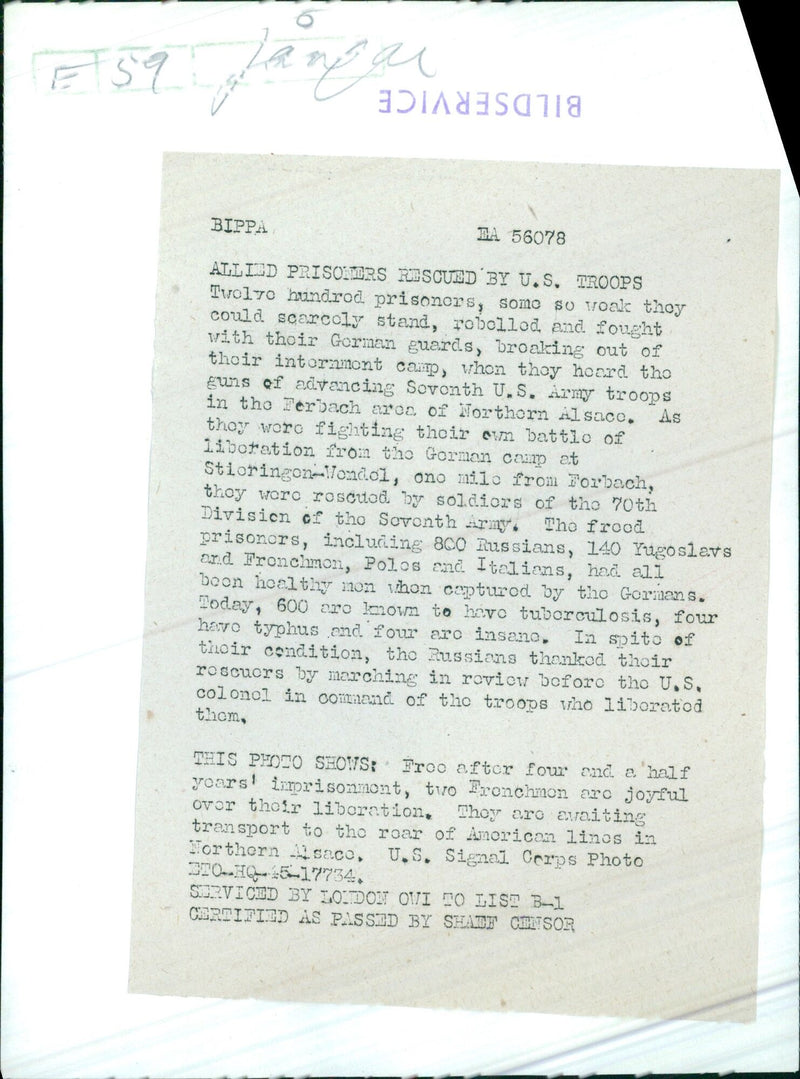 E 59 fångar
BILDSERVICE
BIPPA EA 56078
ALLIED PRISONERS RESCUED BY U.S. TROOPS
Twelve hundred prisoners, some so weak they
could scarcely stand, rebelled and fought
with their German guards, breaking out of
their internment camp, when they heard the
guns of advancing Seventh U.S. Army troops
in the Forbach area of Northern Alsace. As
they were fighting their own battle of
liberation from the German camp at
Stieringen-Wendel, one mile from Forbach,
they were rescued by soldiers of the 70th
Division of the Seventh Army. The freed
prisoners, including 800 Russians, 140 Yugoslavs
and Frenchmen, Poles and Italians, had all
been healthy men when captured by the Germans.
Today, 600 are known to have tuberculosis, four
have typhus and four are insane. In spite of
their condition, the Russians thanked their
rescuers by marching in review before the U.S.
colonel in command of the troops who liberated
them.
THIS PHOTO SHOWS: Free after four and a half
years' imprisonment, two Frenchmen are joyful
over their liberation. They are awaiting
transport to the rear of American lines in
Northern Alsace. U.S. Signal Corps Photo
ETO-HQ-45-17734.
SERVICED BY LONDON OWI TO LIST B-1
CERTIFIED AS PASSED BY SHAEF CENSOR